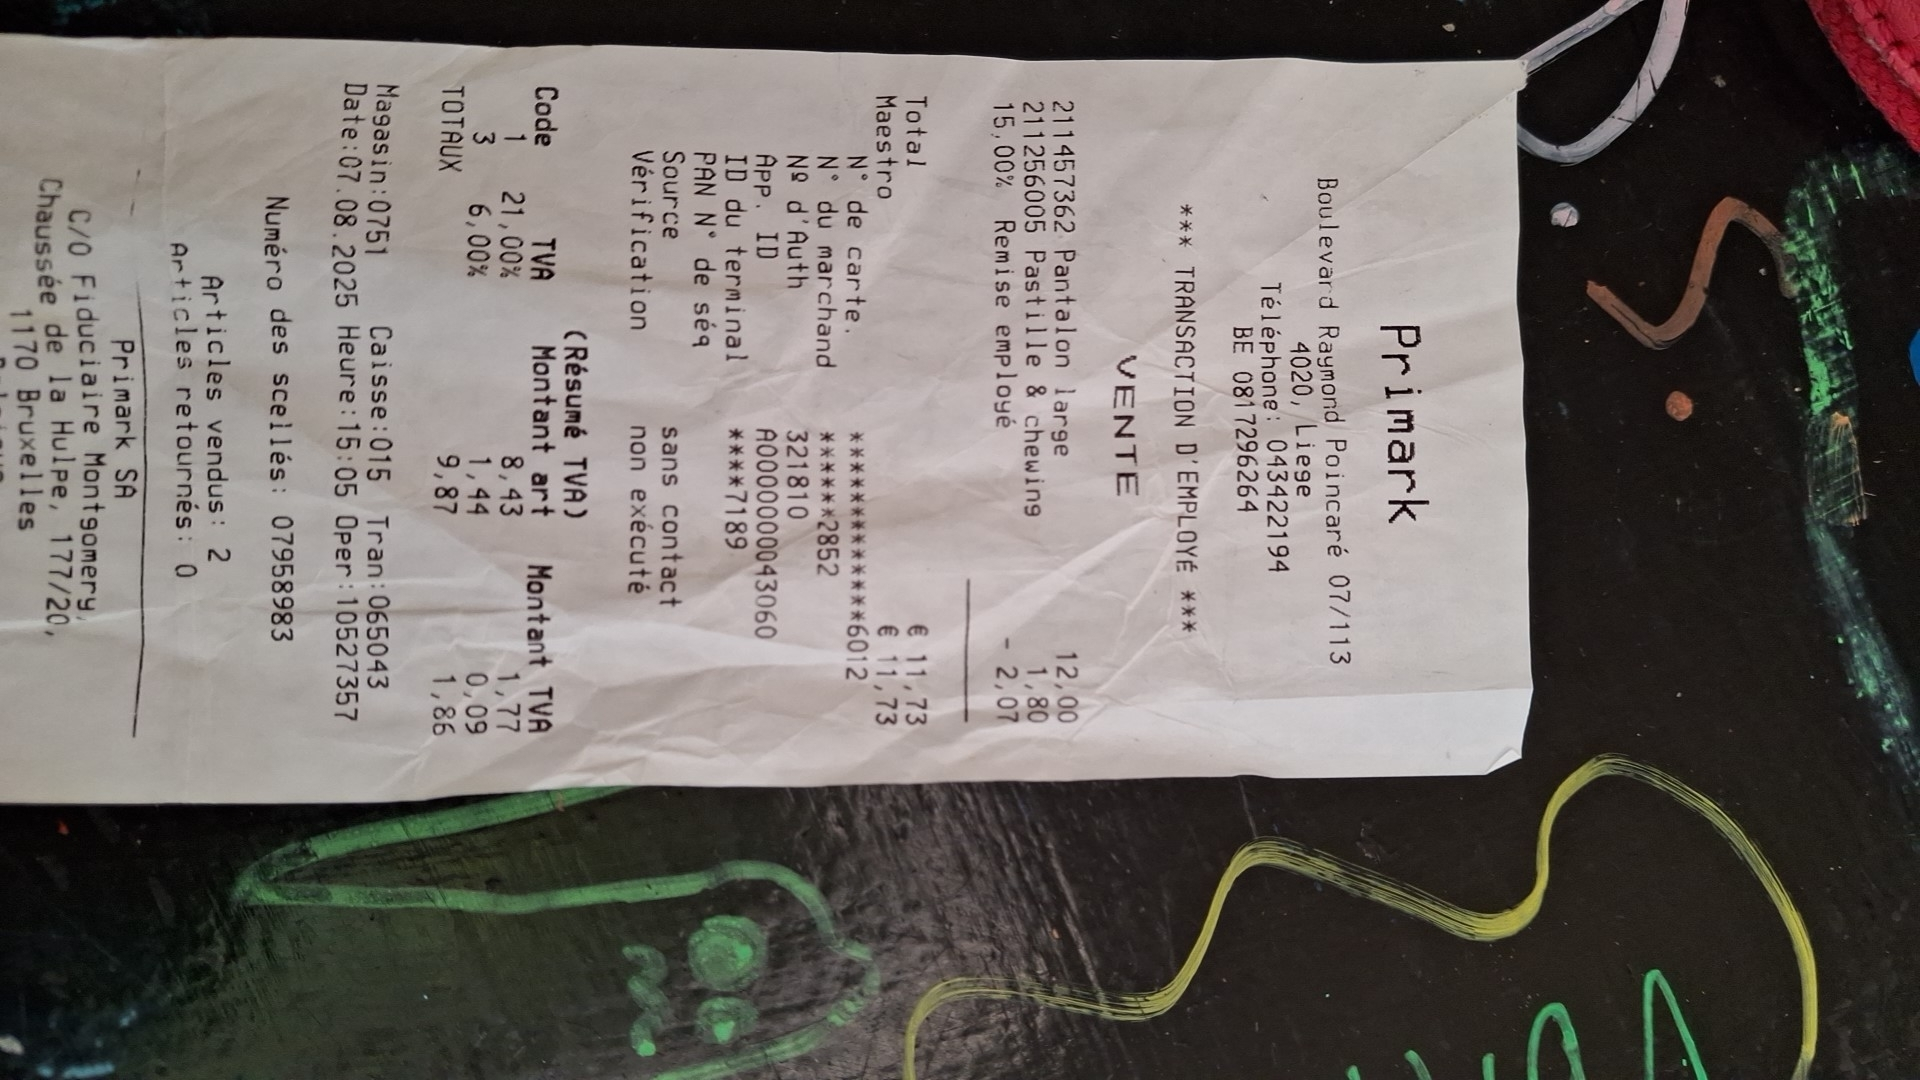 Primark
Boulevard Raymond Poincaré 07/113
4020, Liege
Téléphone: 043422194
BE 0817296264
*** TRANSACTION D'EMPLOYÉ ***
VENTE
211457362 Pantalon large 12,00
211256005 Pastille & chewing 1,80
15,00% Remise employé - 2,07
Total € 11,73
Maestro € 11,73
N° de carte. ***************6012
N° du marchand ******2852
Nº d'Auth 321810
App. ID A0000000043060
ID du terminal ****7189
PAN N° de séq
Source sans contact
Vérification non exécuté
(Résumé TVA)
Code TVA Montant art Montant TVA
1 21,00% 8,43 1,77
3 6,00% 1,44 0,09
TOTAUX 9,87 1,86
Magasin:0751 Caisse:015 Tran:065043
Date:07.08.2025 Heure:15:05 Oper:10527357
Numéro des scellés: 07958983
Articles vendus: 2
Articles retournés: 0
Primark SA
C/O Fiduciaire Montgomery,
Chaussée de la Hulpe, 177/20,
1170 Bruxelles